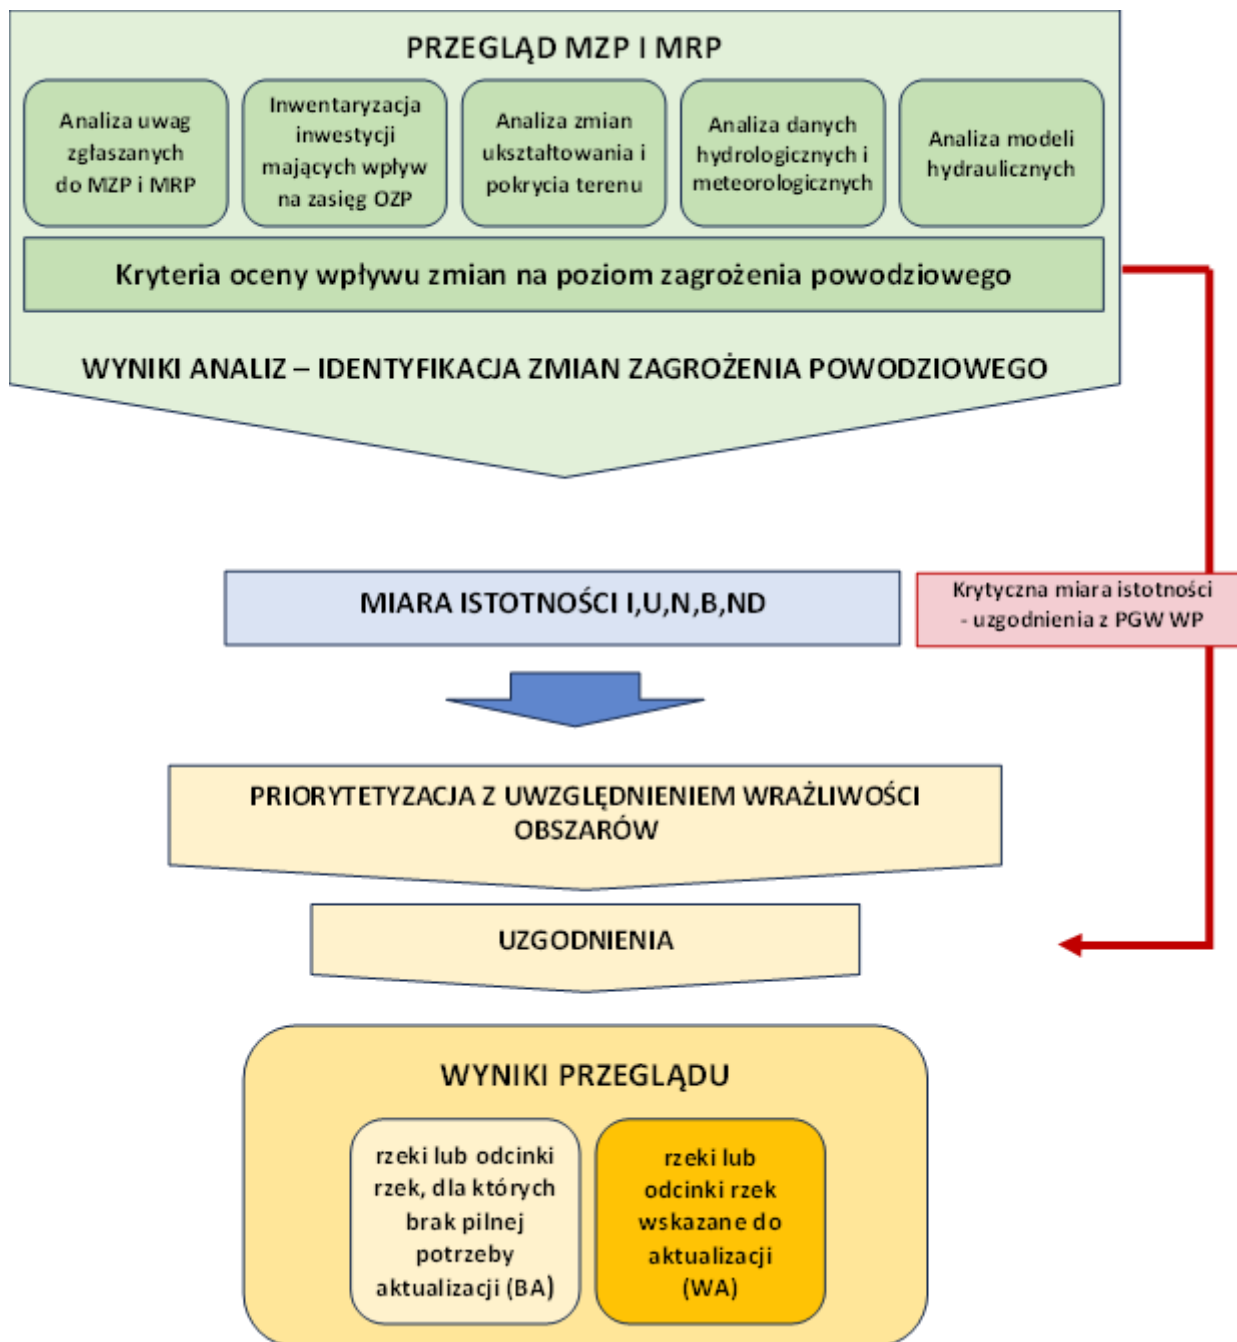 PRZEGLĄD MZP I MRP
Analiza uwag
zgłaszanych
do MZP i MRP
Inwentaryzacja
inwestycji
mających wpływ
na zasięg OZP
Analiza zmian
ukształtowania i
pokrycia terenu
Analiza danych
hydrologicznych i
meteorologicznych
Analiza modeli
hydraulicznych
Kryteria oceny wpływu zmian na poziom zagrożenia powodziowego
WYNIKI ANALIZ – IDENTYFIKACJA ZMIAN ZAGROŻENIA POWODZIOWEGO
MIARA ISTOTNOŚCI I,U,N,B,ND
Krytyczna miara istotności
- uzgodnienia z PGW WP
PRIORYTETYZACJA Z UWZGLĘDNIENIEM WRAŻLIWOŚCI
OBSZARÓW
UZGODNIENIA
WYNIKI PRZEGLĄDU
rzeki lub odcinki
rzek, dla których
brak pilnej
potrzeby
aktualizacji (BA)
rzeki lub
odcinki rzek
wskazane do
aktualizacji
(WA)